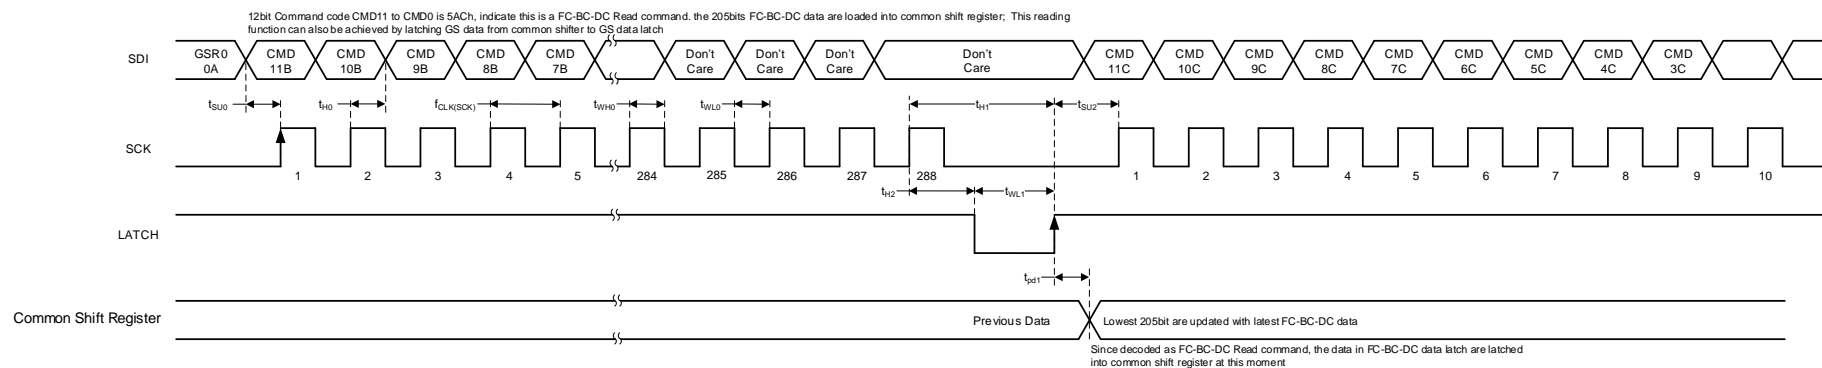 12bit Command code CMD11 to CMD0 is 5ACh, indicate this is a FC-BC-DC Read command. the 205bits FC-BC-DC data are loaded into common shift register; This reading
function can also be achieved by latching GS data from common shifter to GS data latch
SDI
GSR0 0A
CMD 11B
CMD 10B
CMD 9B
CMD 8B
CMD 7B
Don't Care
Don't Care
Don't Care
Don't Care
CMD 11C
CMD 10C
CMD 9C
CMD 8C
CMD 7C
CMD 6C
CMD 5C
CMD 4C
CMD 3C
tSU0
tH0
fCLK(SCK)
tWH0
tWL0
tH1
tSU2
SCK
1 2 3 4 5 284 285 286 287 288 1 2 3 4 5 6 7 8 9 10
tH2
tWL1
LATCH
tpd1
Common Shift Register
Previous Data
Lowest 205bit are updated with latest FC-BC-DC data
Since decoded as FC-BC-DC Read command, the data in FC-BC-DC data latch are latched
into common shift register at this moment